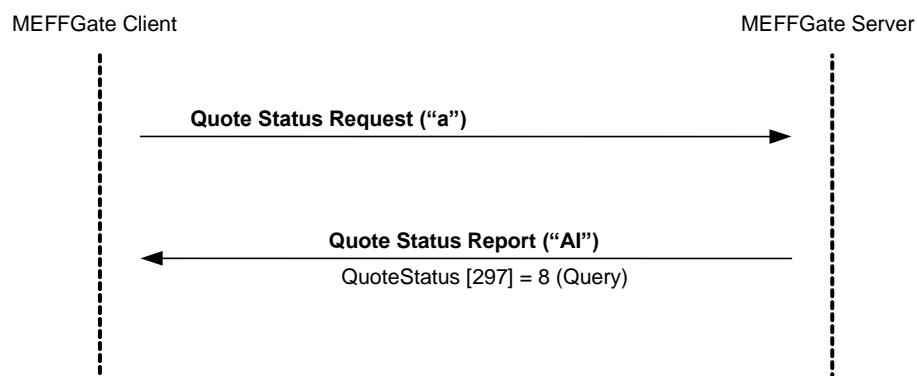 MEFFGate Client
MEFFGate Server
Quote Status Request (“a”)
Quote Status Report (“AI”)
QuoteStatus [297] = 8 (Query)